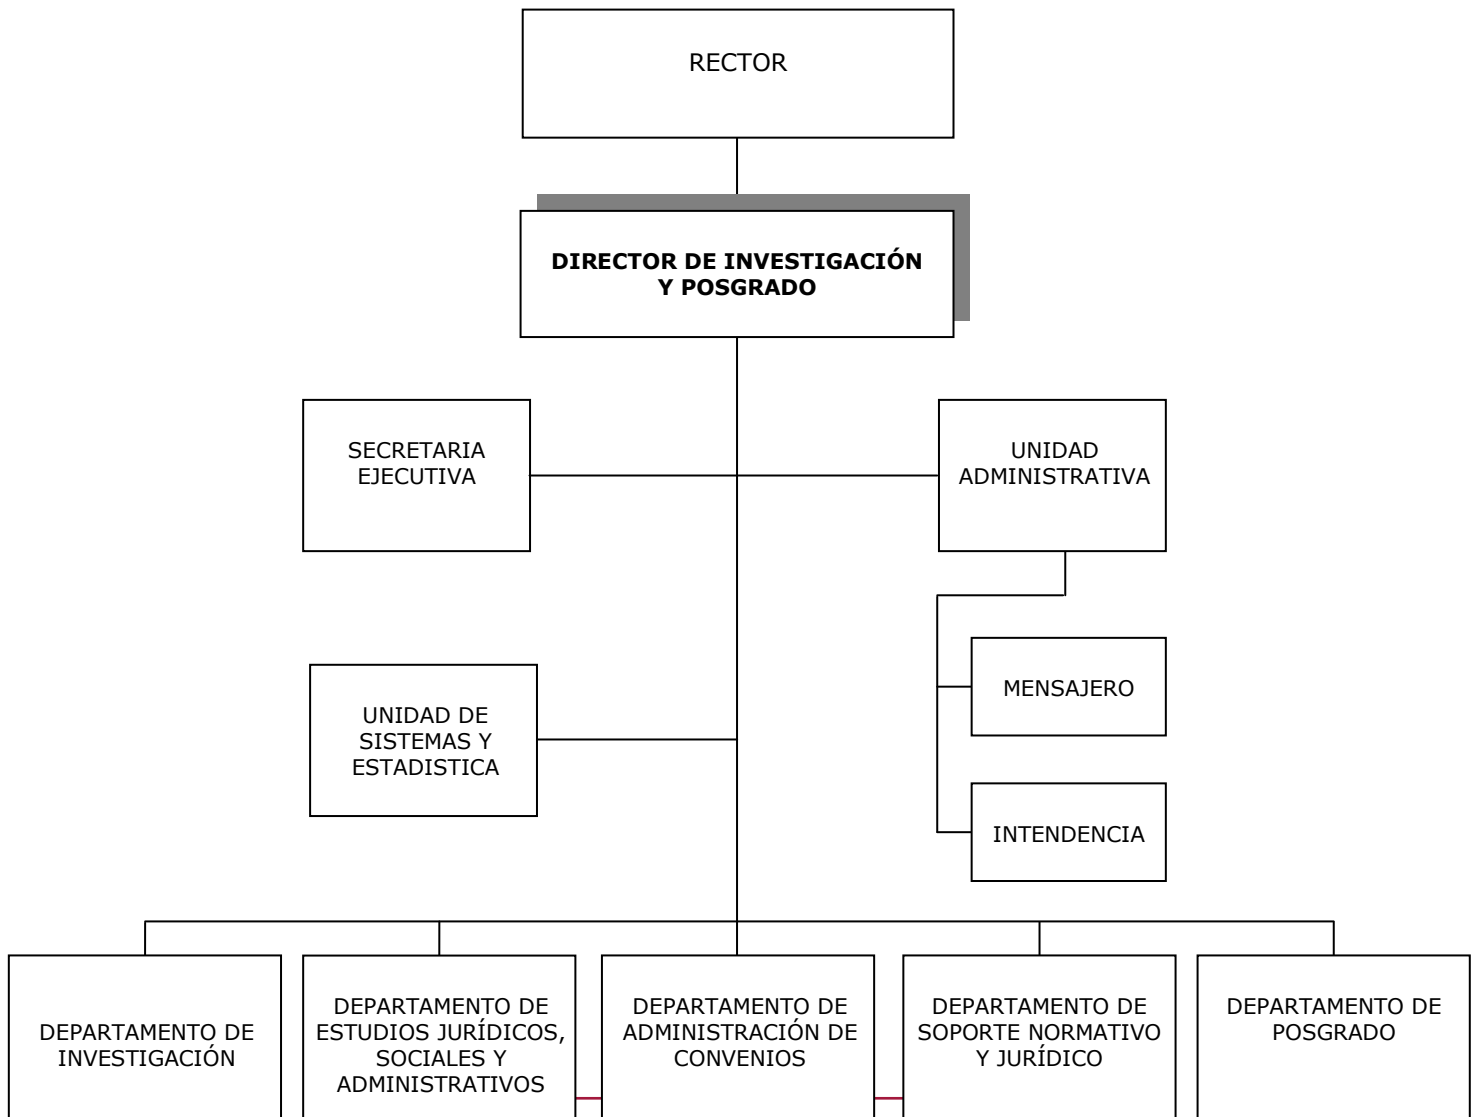 RECTOR
DIRECTOR DE INVESTIGACIÓN
Y POSGRADO
SECRETARIA
EJECUTIVA
UNIDAD
ADMINISTRATIVA
MENSAJERO
UNIDAD DE
SISTEMAS Y
ESTADISTICA
INTENDENCIA
DEPARTAMENTO DE
INVESTIGACIÓN
DEPARTAMENTO DE
ESTUDIOS JURÍDICOS,
SOCIALES Y
ADMINISTRATIVOS
DEPARTAMENTO DE
ADMINISTRACIÓN DE
CONVENIOS
DEPARTAMENTO DE
SOPORTE NORMATIVO
Y JURÍDICO
DEPARTAMENTO DE
POSGRADO